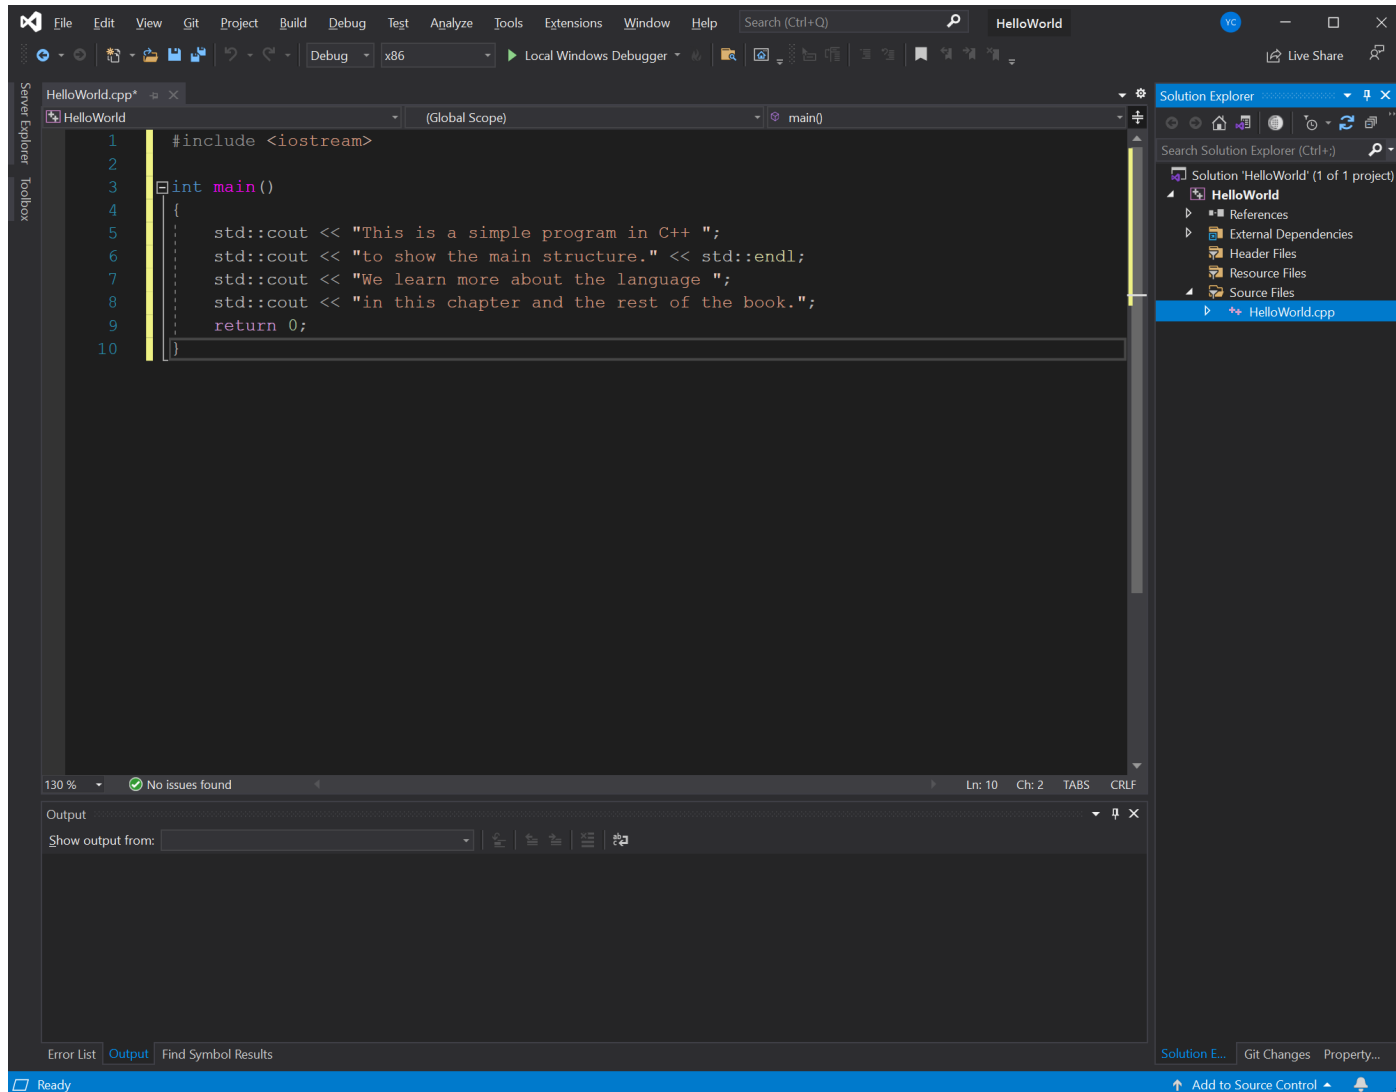 File Edit View Git Project Build Debug Test Analyze Tools Extensions Window Help Search (Ctrl+Q) HelloWorld YC
Debug x86 Local Windows Debugger Live Share
Server Explorer Toolbox
HelloWorld.cpp*
HelloWorld (Global Scope) main()
1 #include <iostream>
2
3 int main()
4 {
5 std::cout << "This is a simple program in C++ ";
6 std::cout << "to show the main structure." << std::endl;
7 std::cout << "We learn more about the language ";
8 std::cout << "in this chapter and the rest of the book.";
9 return 0;
10 }
130 % No issues found Ln: 10 Ch: 2 TABS CRLF
Output
Show output from:
Error List Output Find Symbol Results
Solution Explorer
Search Solution Explorer (Ctrl+;)
Solution 'HelloWorld' (1 of 1 project)
HelloWorld
References
External Dependencies
Header Files
Resource Files
Source Files
HelloWorld.cpp
Solution E... Git Changes Property...
Ready Add to Source Control